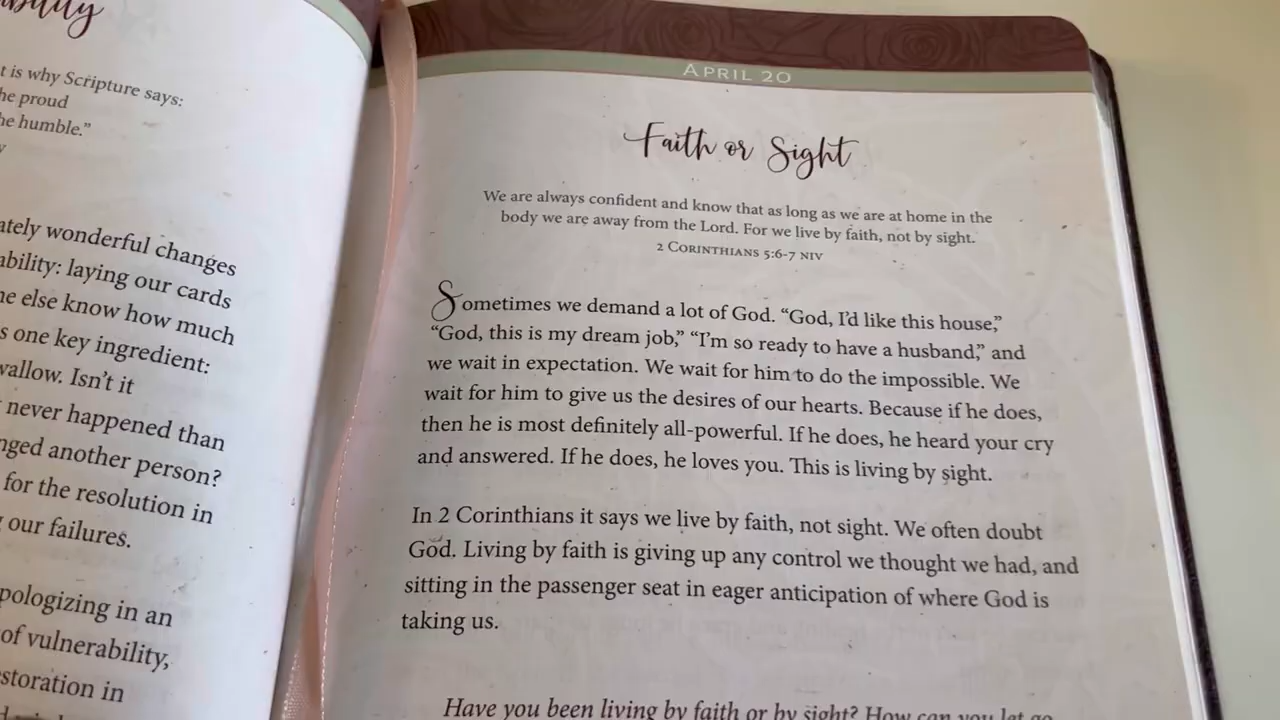 t is why Scripture says:
he proud
he humble."
ately wonderful changes
ability: laying our cards
ne else know how much
s one key ingredient:
wallow. Isn't it
never happened than
nged another person?
for the resolution in
our failures.
pologizing in an
of vulnerability,
storation in
APRIL 20
Faith or Sight
We are always confident and know that as long as we are at home in the
body we are away from the Lord. For we live by faith, not by sight.
2 CORINTHIANS 5:6-7 NIV
Sometimes we demand a lot of God. "God, I'd like this house,"
"God, this is my dream job," "I'm so ready to have a husband," and
we wait in expectation. We wait for him to do the impossible. We
wait for him to give us the desires of our hearts. Because if he does,
then he is most definitely all-powerful. If he does, he heard your cry
and answered. If he does, he loves you. This is living by sight.
In 2 Corinthians it says we live by faith, not sight. We often doubt
God. Living by faith is giving up any control we thought we had, and
sitting in the passenger seat in eager anticipation of where God is
taking us.
Have you been living by faith or by sight? How can you let go